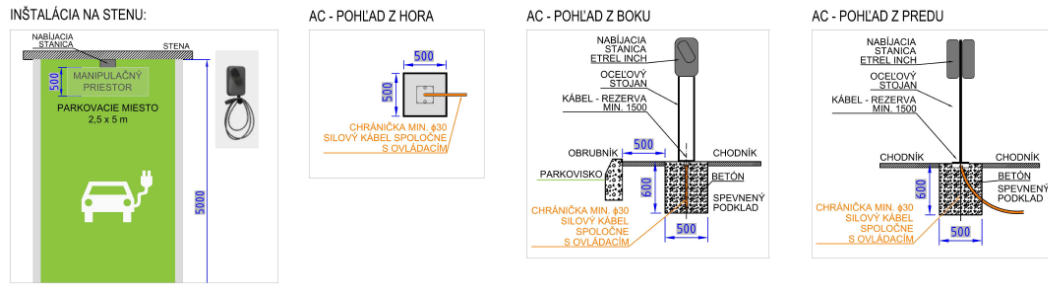 INŠTALÁCIA NA STENU:
NABÍJACIA
STANICA
STENA
500
MANIPULAČNÝ
PRIESTOR
PARKOVACIE MIESTO
2,5 x 5 m
5000
AC - POHĽAD Z HORA
500
500
CHRÁNIČKA MIN. ϕ30
SILOVÝ KÁBEL SPOLOČNE
S OVLÁDACÍM
AC - POHĽAD Z BOKU
NABÍJACIA
STANICA
ETREL INCH
OCEĽOVÝ
STOJAN
KÁBEL - REZERVA
MIN. 1500
500
OBRUBNÍK
CHODNÍK
PARKOVISKO
600
BETÓN
SPEVNENÝ
PODKLAD
CHRÁNIČKA MIN. ϕ30
SILOVÝ KÁBEL
SPOLOČNE
S OVLÁDACÍM
500
AC - POHĽAD Z PREDU
NABÍJACIA
STANICA
ETREL INCH
OCEĽOVÝ
STOJAN
KÁBEL - REZERVA
MIN. 1500
CHODNÍK
CHODNÍK
600
BETÓN
SPEVNENÝ
PODKLAD
CHRÁNIČKA MIN. ϕ30
SILOVÝ KÁBEL
SPOLOČNE
S OVLÁDACÍM
500